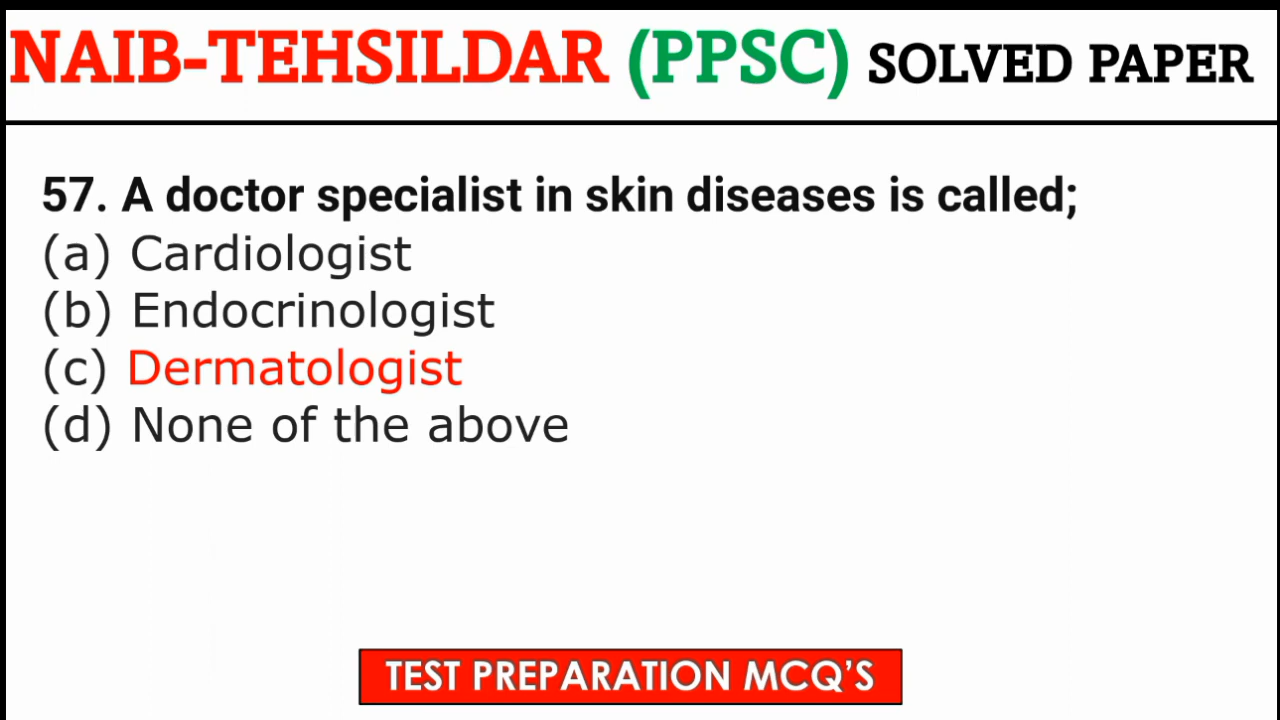 NAIB-TEHSILDAR (PPSC) SOLVED PAPER
57. A doctor specialist in skin diseases is called;
(a) Cardiologist
(b) Endocrinologist
(c) Dermatologist
(d) None of the above
TEST PREPARATION MCQ'S